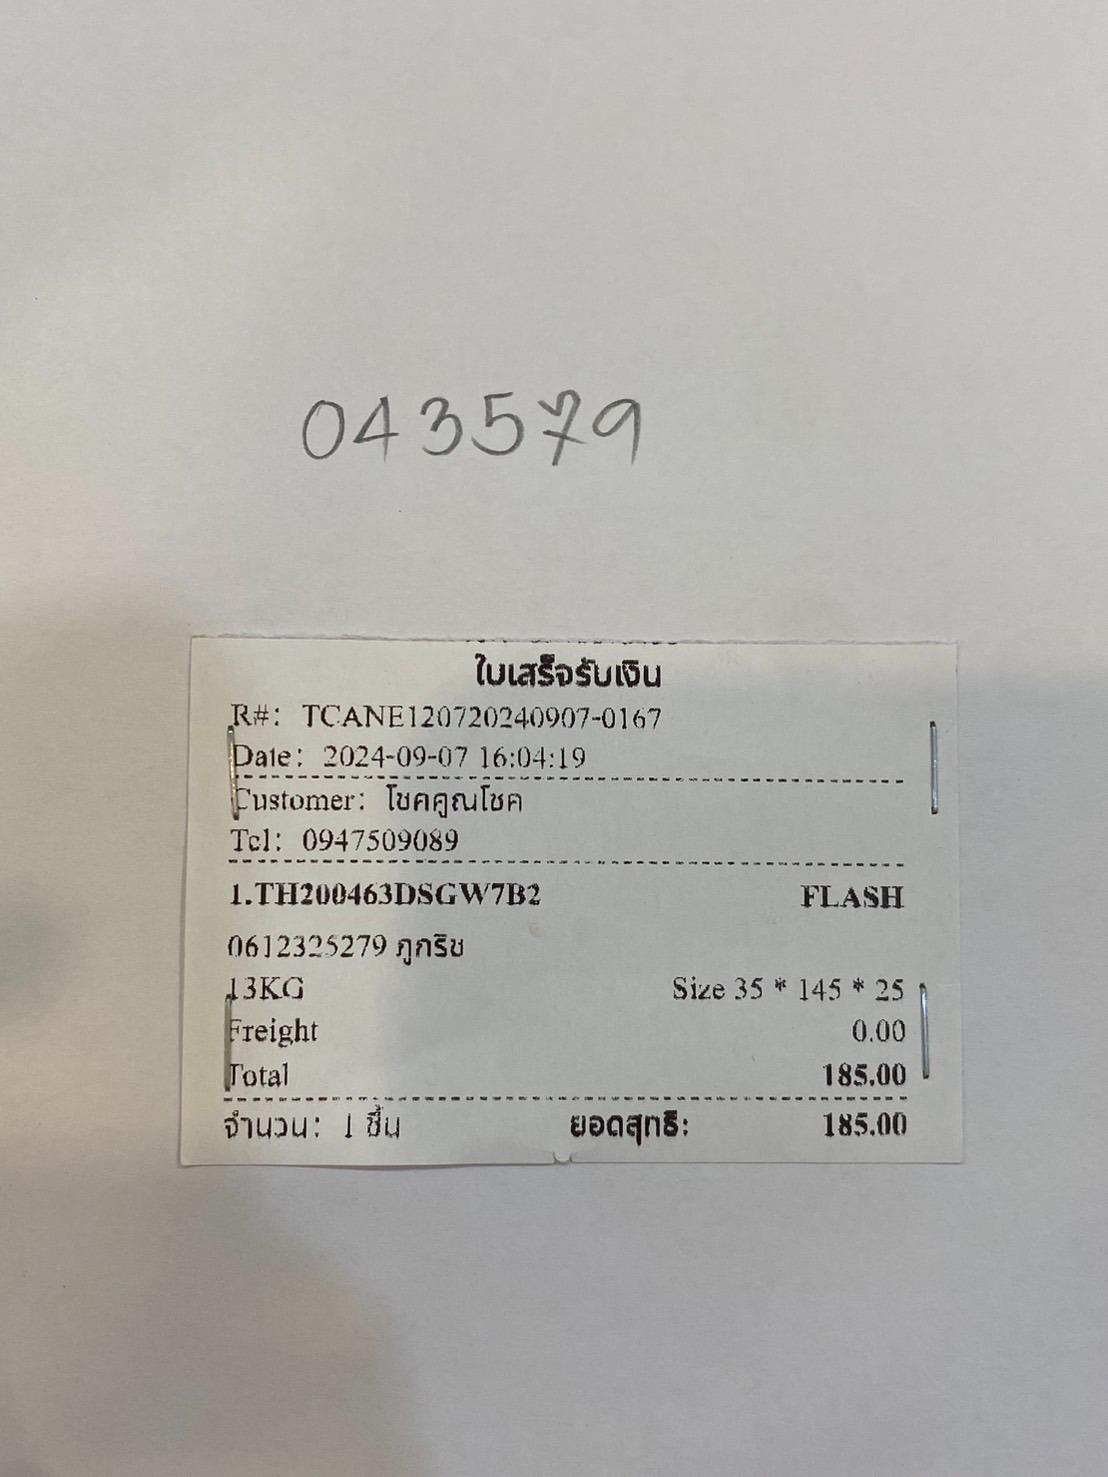 043579
ใบเสร็จรับเงิน
R#: TCANE120720240907-0167
Date: 2024-09-07 16:04:19
Customer: โชคคูณโชค
Tel: 0947509089
1.TH200463DSGW7B2 FLASH
0612325279 ภูกริช
13KG Size 35 * 145 * 25
Freight 0.00
Total 185.00
จำนวน: 1 ชิ้น ยอดสุทธิ: 185.00